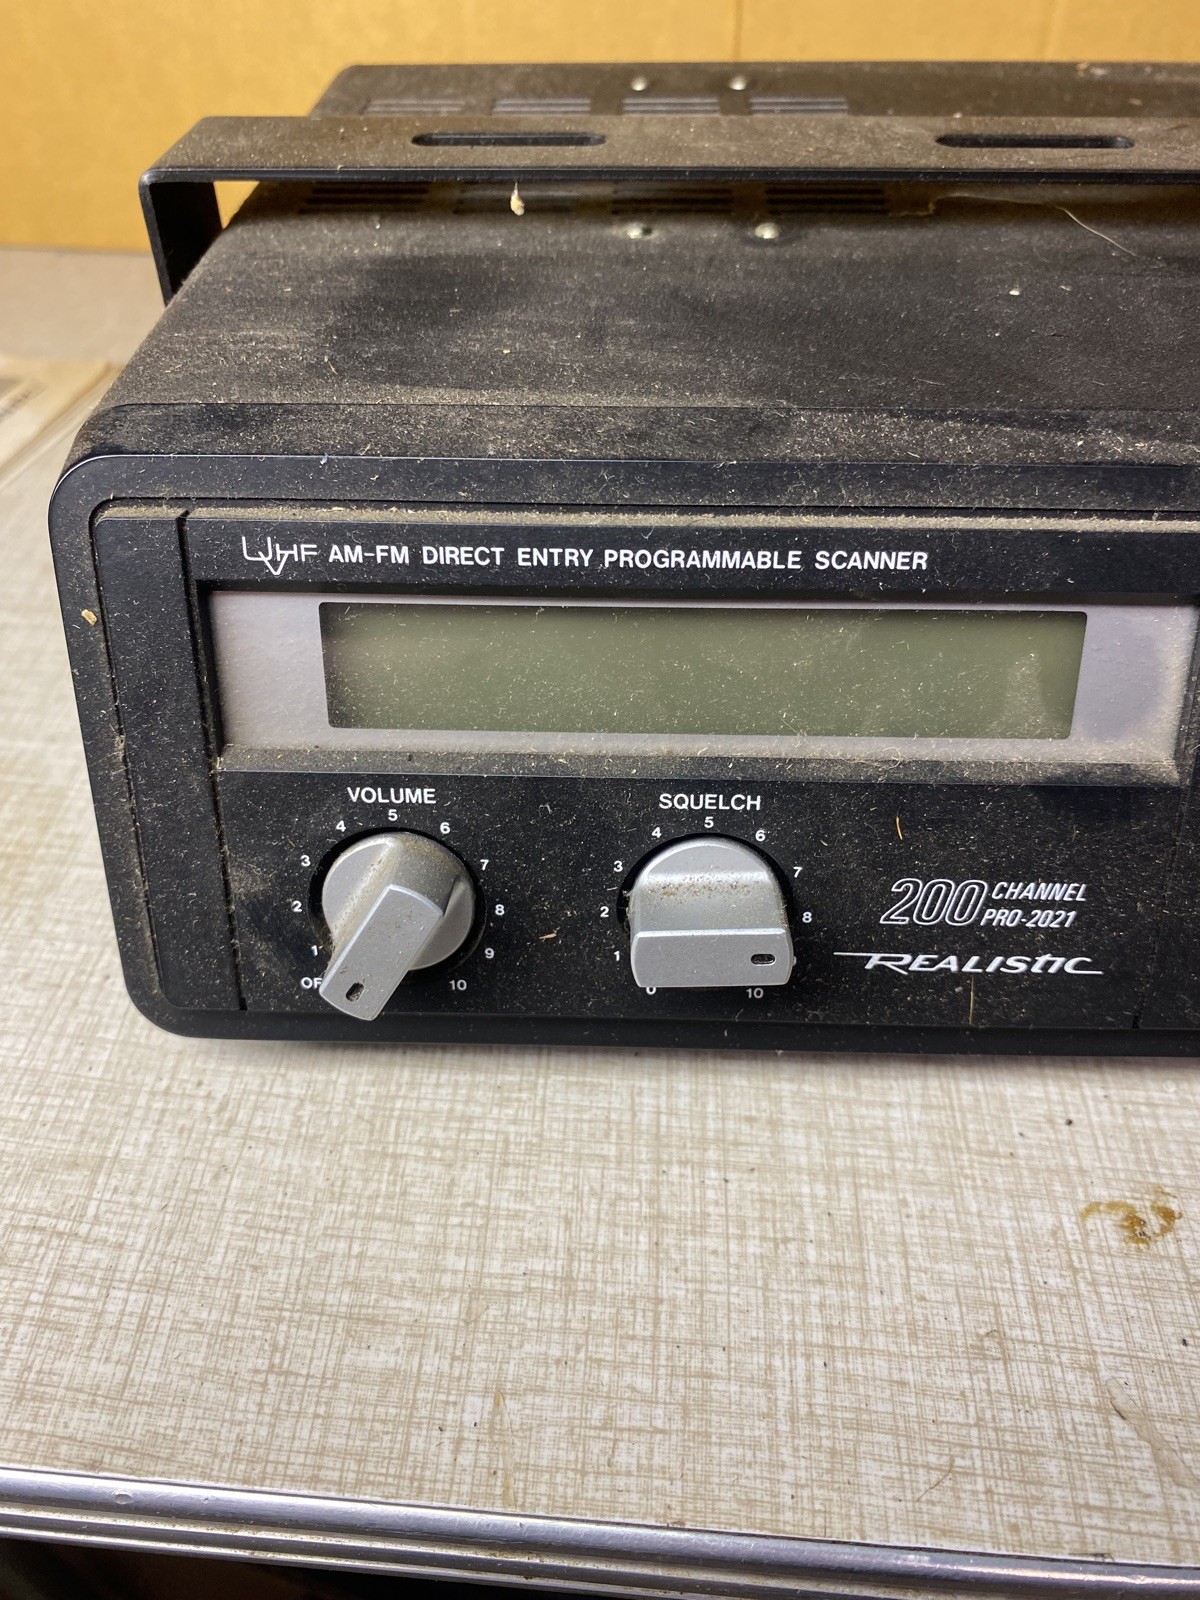 UVHF AM-FM DIRECT ENTRY PROGRAMMABLE SCANNER
VOLUME
OF 1 2 3 4 5 6 7 8 9 10
SQUELCH
0 1 2 3 4 5 6 7 8 10
200 CHANNEL
PRO-2021
REALISTIC